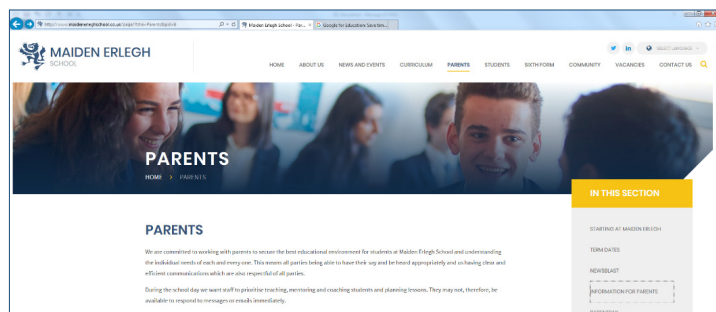 Maiden Erlegh School - Par...
Google for Education: Save tim...
MAIDEN ERLEGH
SCHOOL
SELECT LANGUAGE
HOME ABOUT US NEWS AND EVENTS CURRICULUM PARENTS STUDENTS SIXTH FORM COMMUNITY VACANCIES CONTACT US
PARENTS
HOME > PARENTS
IN THIS SECTION
STARTING AT MAIDEN ERLEGH
TERM DATES
NEWSBLAST
INFORMATION FOR PARENTS
PARENTS
We are committed to working with parents to secure the best educational environment for students at Maiden Erlegh School and understanding
the individual needs of each and every one. This means all parties being able to have their say and be heard appropriately and us having clear and
efficient communications which are also respectful of all parties.
During the school day we want staff to prioritise teaching, mentoring and coaching students and planning lessons. They may not, therefore, be
available to respond to messages or emails immediately.